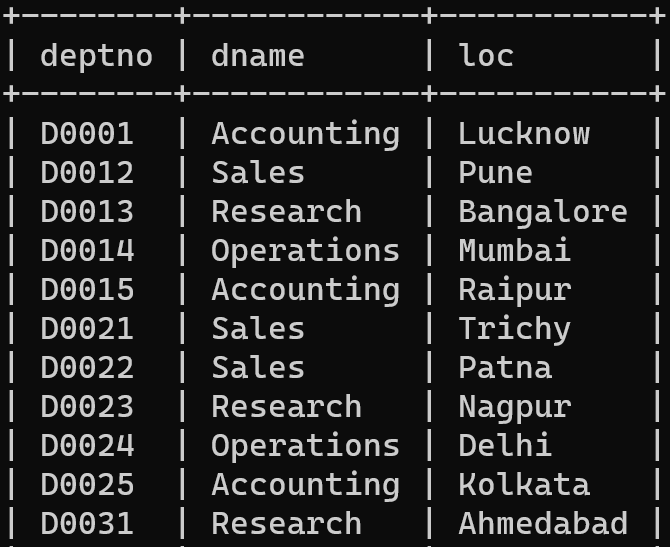 +--------+------------+-----------+
| deptno | dname      | loc       |
+--------+------------+-----------+
| D0001  | Accounting | Lucknow   |
| D0012  | Sales      | Pune      |
| D0013  | Research   | Bangalore |
| D0014  | Operations | Mumbai    |
| D0015  | Accounting | Raipur    |
| D0021  | Sales      | Trichy    |
| D0022  | Sales      | Patna     |
| D0023  | Research   | Nagpur    |
| D0024  | Operations | Delhi     |
| D0025  | Accounting | Kolkata   |
| D0031  | Research   | Ahmedabad |